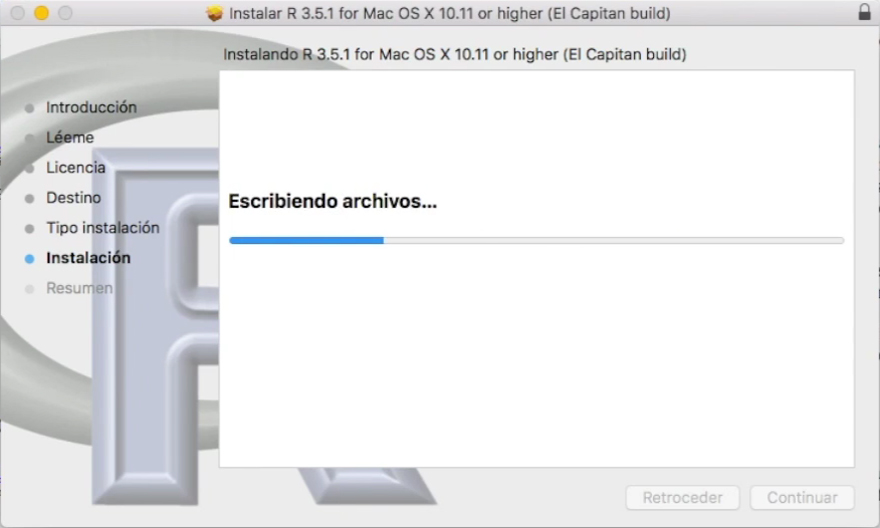 Instalar R 3.5.1 for Mac OS X 10.11 or higher (El Capitan build)
Instalando R 3.5.1 for Mac OS X 10.11 or higher (El Capitan build)
Introducción
Léeme
Licencia
Destino
Tipo instalación
Instalación
Resumen
Escribiendo archivos...
Retroceder
Continuar